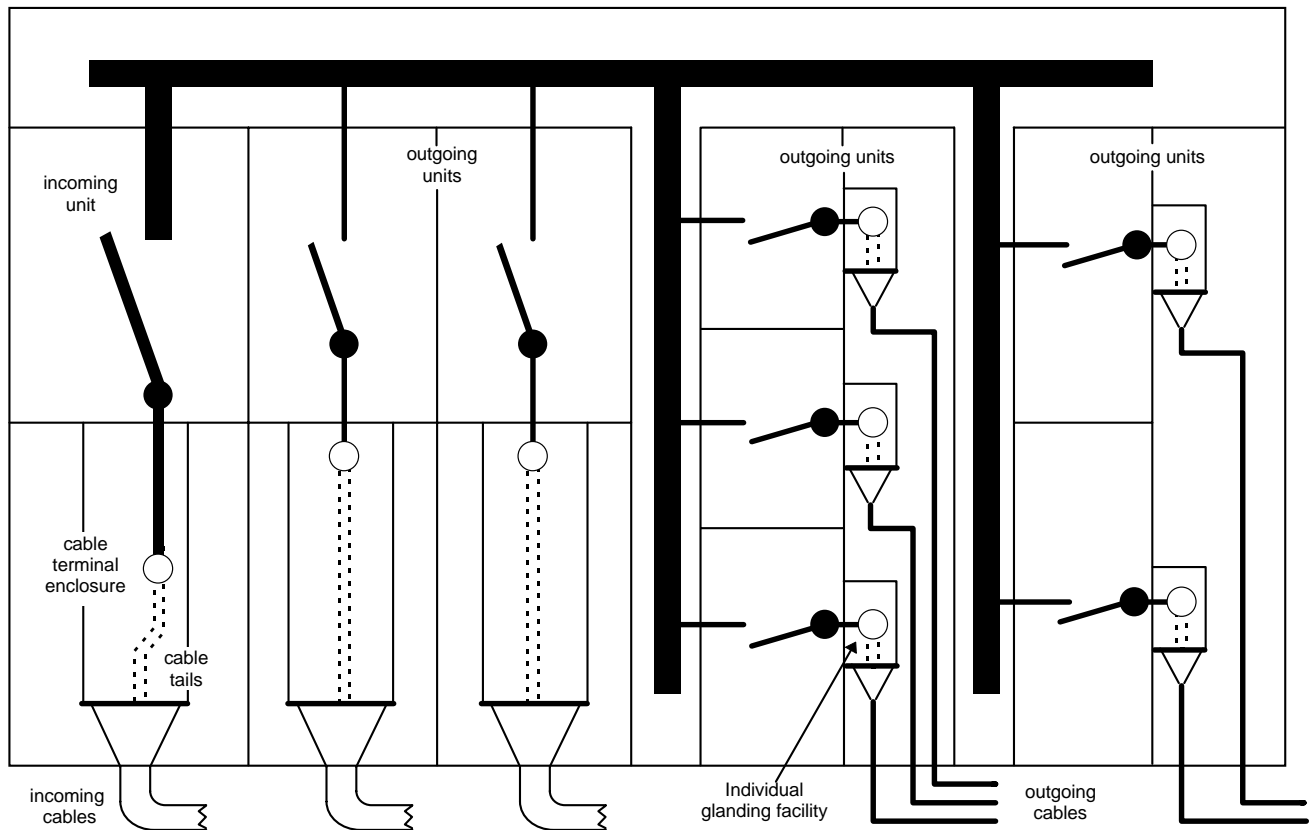 outgoing
units
outgoing units
outgoing units
incoming
unit
cable
terminal
enclosure
cable
tails
incoming
cables
Individual
glanding facility
outgoing
cables